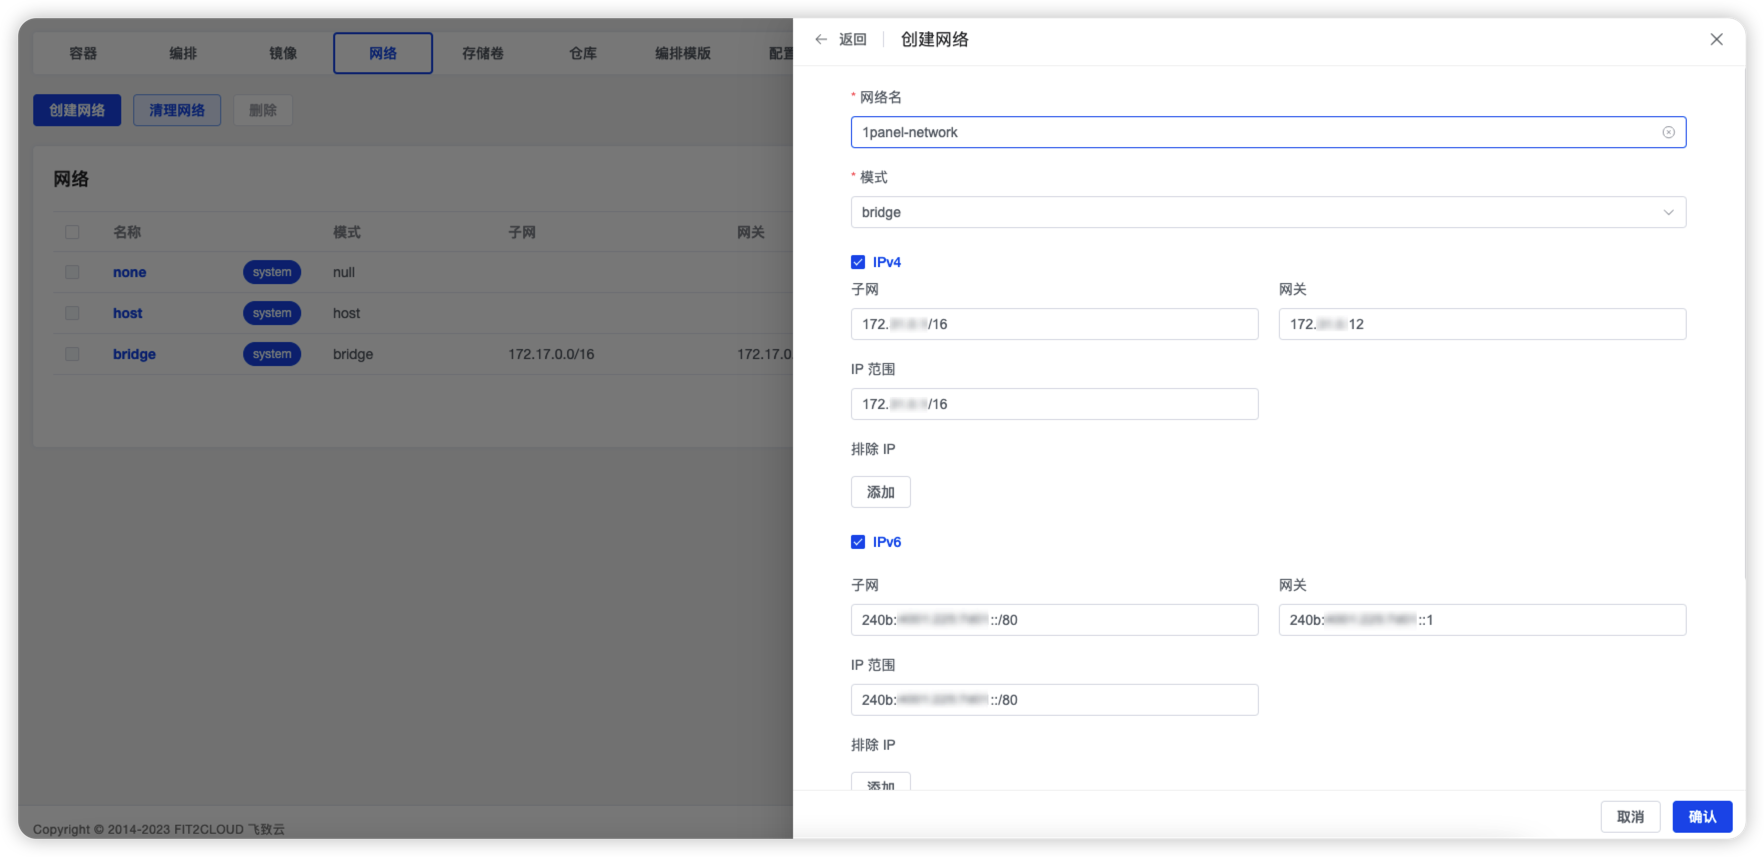 容器 编排 镜像 网络 存储卷 仓库 编排模版 配置
创建网络 清理网络 删除
网络
名称 模式 子网 网关
none system null
host system host
bridge system bridge 172.17.0.0/16 172.17.0.
Copyright © 2014-2023 FIT2CLOUD 飞致云
返回 创建网络
* 网络名
1panel-network
* 模式
bridge
IPv4
子网 网关
172. /16 172. 12
IP 范围
172. /16
排除 IP
添加
IPv6
子网 网关
240b: ::/80 240b: ::1
IP 范围
240b: ::/80
排除 IP
添加
取消 确认